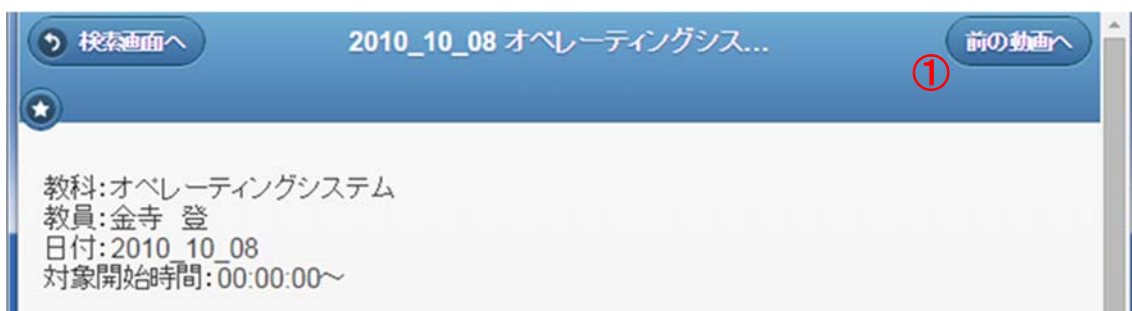 検索画面へ 2010_10_08 オペレーティングシス... 前の動画へ
①
教科:オペレーティングシステム
教員:金寺 登
日付:2010_10_08
対象開始時間:00:00:00～